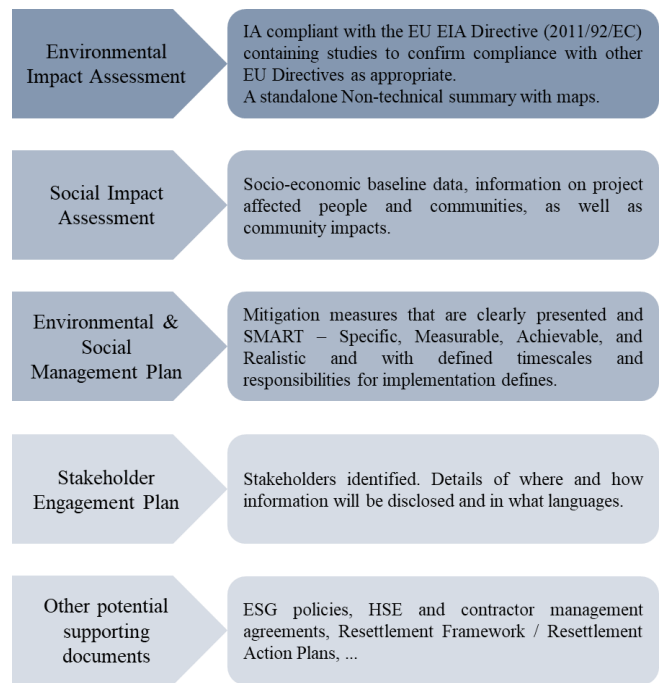 Environmental
Impact Assessment
IA compliant with the EU EIA Directive (2011/92/EC)
containing studies to confirm compliance with other
EU Directives as appropriate.
A standalone Non-technical summary with maps.
Social Impact
Assessment
Socio-economic baseline data, information on project
affected people and communities, as well as
community impacts.
Environmental &
Social
Management Plan
Mitigation measures that are clearly presented and
SMART – Specific, Measurable, Achievable, and
Realistic and with defined timescales and
responsibilities for implementation defines.
Stakeholder
Engagement Plan
Stakeholders identified. Details of where and how
information will be disclosed and in what languages.
Other potential
supporting
documents
ESG policies, HSE and contractor management
agreements, Resettlement Framework / Resettlement
Action Plans, ...